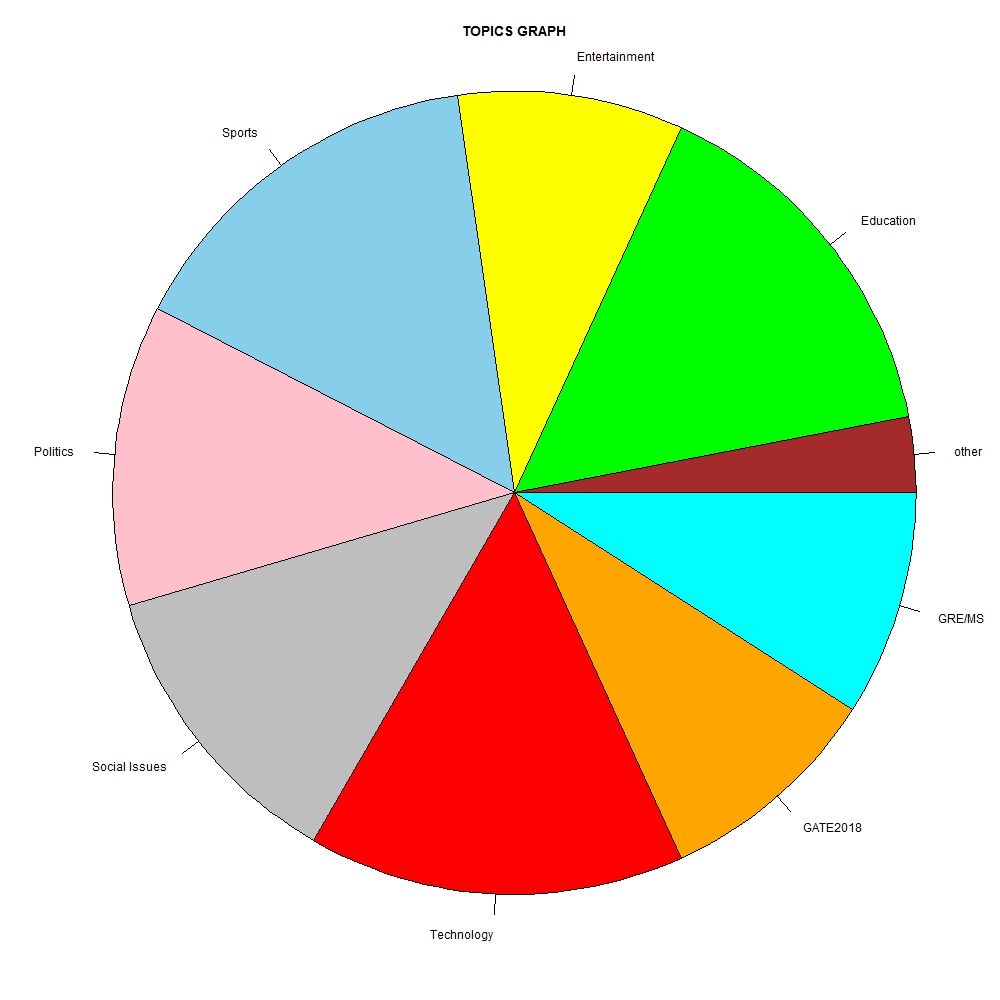 TOPICS GRAPH
Entertainment
Sports
Education
Politics
other
GRE/MS
Social Issues
GATE2018
Technology